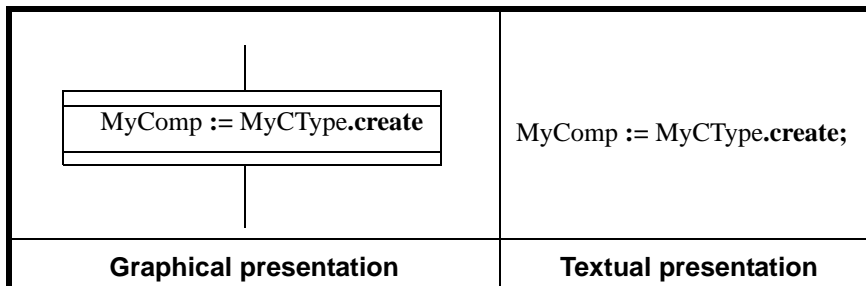 MyComp := MyCType.create
MyComp := MyCType.create;
Graphical presentation
Textual presentation